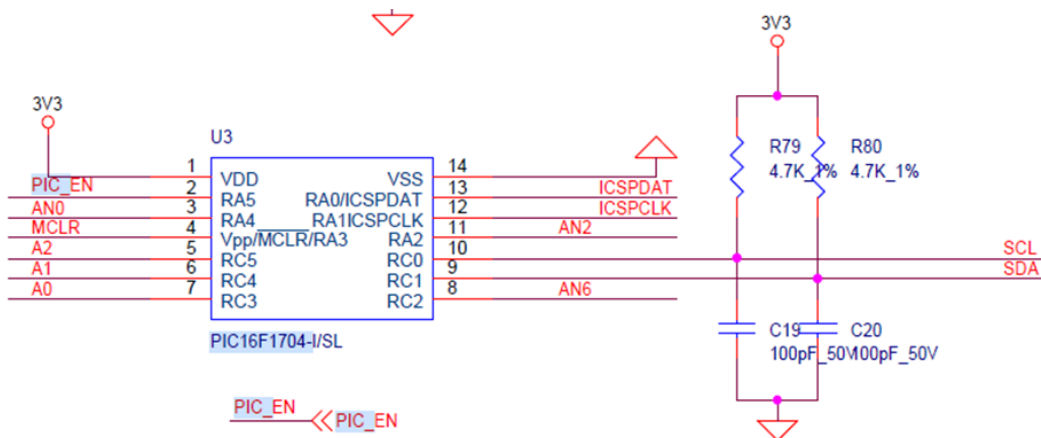 3V3
3V3
U3
R79
R80
4.7K_1%
4.7K_1%
1
VDD
VSS
14
PIC_EN
2
RA5
RA0/ICSPDAT
13
ICSPDAT
AN0
3
RA4
RA1ICSPCLK
12
ICSPCLK
MCLR
4
Vpp/MCLR/RA3
RA2
11
AN2
A2
5
RC5
RC0
10
SCL
A1
6
RC4
RC1
9
SDA
A0
7
RC3
RC2
8
AN6
PIC16F1704-I/SL
C19
C20
100pF_50V
100pF_50V
PIC_EN
PIC_EN